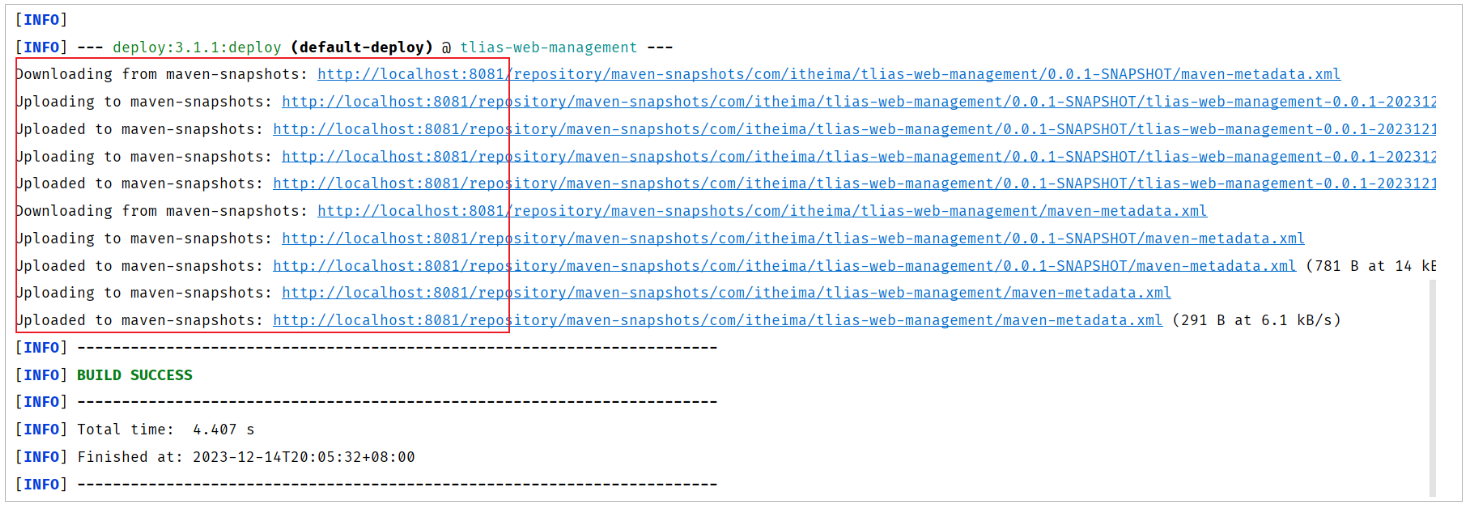 [INFO]
[INFO] --- deploy:3.1.1:deploy (default-deploy) @ tlias-web-management ---
Downloading from maven-snapshots: http://localhost:8081/repository/maven-snapshots/com/itheima/tlias-web-management/0.0.1-SNAPSHOT/maven-metadata.xml
Uploading to maven-snapshots: http://localhost:8081/repository/maven-snapshots/com/itheima/tlias-web-management/0.0.1-SNAPSHOT/tlias-web-management-0.0.1-202312
Uploaded to maven-snapshots: http://localhost:8081/repository/maven-snapshots/com/itheima/tlias-web-management/0.0.1-SNAPSHOT/tlias-web-management-0.0.1-2023121
Uploading to maven-snapshots: http://localhost:8081/repository/maven-snapshots/com/itheima/tlias-web-management/0.0.1-SNAPSHOT/tlias-web-management-0.0.1-202312
Uploaded to maven-snapshots: http://localhost:8081/repository/maven-snapshots/com/itheima/tlias-web-management/0.0.1-SNAPSHOT/tlias-web-management-0.0.1-2023121
Downloading from maven-snapshots: http://localhost:8081/repository/maven-snapshots/com/itheima/tlias-web-management/maven-metadata.xml
Uploading to maven-snapshots: http://localhost:8081/repository/maven-snapshots/com/itheima/tlias-web-management/0.0.1-SNAPSHOT/maven-metadata.xml
Uploaded to maven-snapshots: http://localhost:8081/repository/maven-snapshots/com/itheima/tlias-web-management/0.0.1-SNAPSHOT/maven-metadata.xml (781 B at 14 kB
Uploading to maven-snapshots: http://localhost:8081/repository/maven-snapshots/com/itheima/tlias-web-management/maven-metadata.xml
Uploaded to maven-snapshots: http://localhost:8081/repository/maven-snapshots/com/itheima/tlias-web-management/maven-metadata.xml (291 B at 6.1 kB/s)
[INFO] ------------------------------------------------------------------------
[INFO] BUILD SUCCESS
[INFO] ------------------------------------------------------------------------
[INFO] Total time:  4.407 s
[INFO] Finished at: 2023-12-14T20:05:32+08:00
[INFO] ------------------------------------------------------------------------